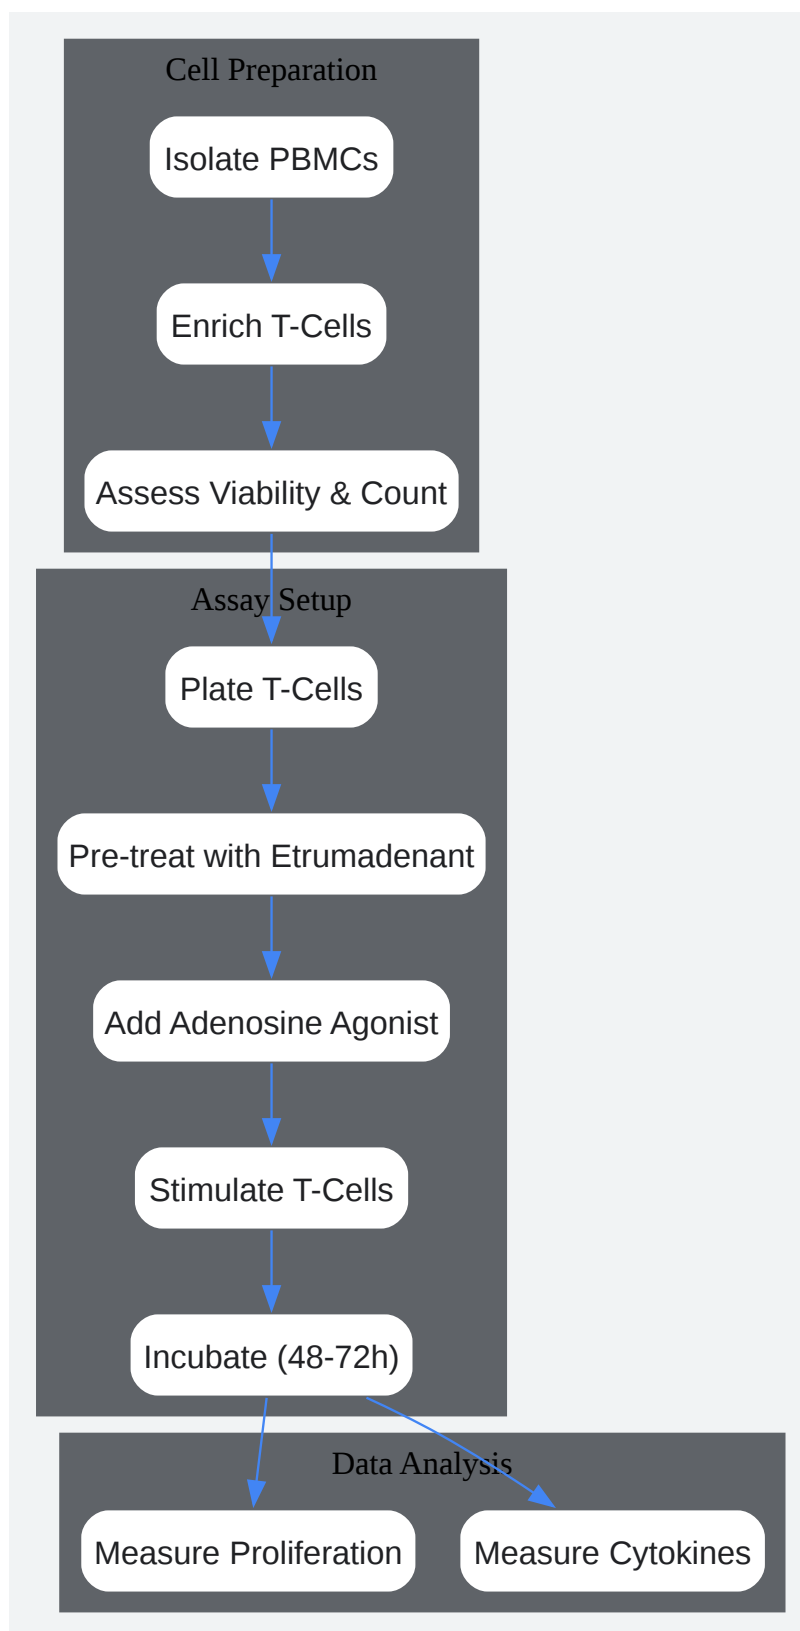 Cell Preparation
Isolate PBMCs
Enrich T-Cells
Assess Viability & Count
Assay Setup
Plate T-Cells
Pre-treat with Etrumadenant
Add Adenosine Agonist
Stimulate T-Cells
Incubate (48-72h)
Data Analysis
Measure Proliferation
Measure Cytokines